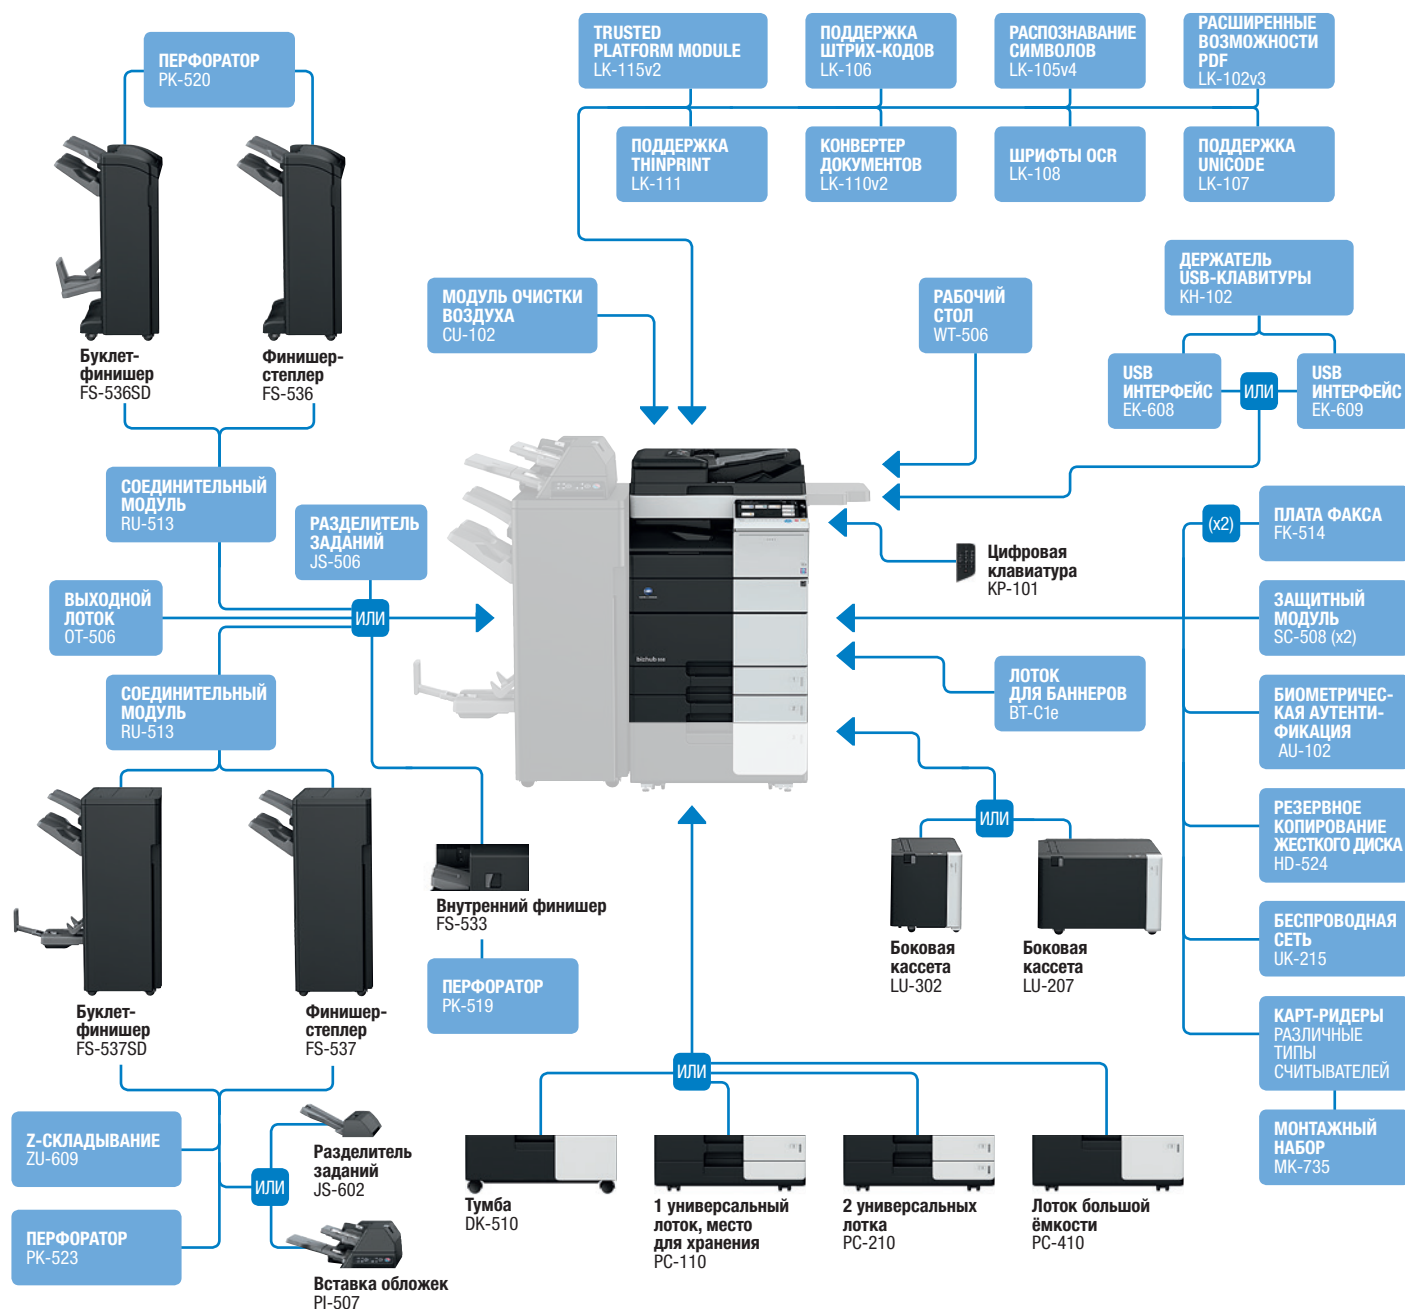 ПЕРФОРАТОР
PK-520
TRUSTED
PLATFORM MODULE
LK-115v2
ПОДДЕРЖКА
ШТРИХ-КОДОВ
LK-106
РАСПОЗНАВАНИЕ
СИМВОЛОВ
LK-105v4
РАСШИРЕННЫЕ
ВОЗМОЖНОСТИ
PDF
LK-102v3
ПОДДЕРЖКА
THINPRINT
LK-111
КОНВЕРТЕР
ДОКУМЕНТОВ
LK-110v2
ШРИФТЫ OCR
LK-108
ПОДДЕРЖКА
UNICODE
LK-107
Буклет-
финишер
FS-536SD
Финишер-
степлер
FS-536
МОДУЛЬ ОЧИСТКИ
ВОЗДУХА
CU-102
РАБОЧИЙ
СТОЛ
WT-506
ДЕРЖАТЕЛЬ
USB-КЛАВИТУРЫ
KH-102
USB
ИНТЕРФЕЙС
EK-608
ИЛИ
USB
ИНТЕРФЕЙС
EK-609
СОЕДИНИТЕЛЬНЫЙ
МОДУЛЬ
RU-513
РАЗДЕЛИТЕЛЬ
ЗАДАНИЙ
JS-506
ВЫХОДНОЙ
ЛОТОК
OT-506
ИЛИ
СОЕДИНИТЕЛЬНЫЙ
МОДУЛЬ
RU-513
bizhub
Цифровая
клавиатура
KP-101
(x2)
ПЛАТА ФАКСА
FK-514
ЗАЩИТНЫЙ
МОДУЛЬ
SC-508 (x2)
ЛОТОК
ДЛЯ БАННЕРОВ
BT-C1e
БИОМЕТРИЧЕС-
КАЯ АУТЕНТИ-
ФИКАЦИЯ
AU-102
ИЛИ
РЕЗЕРВНОЕ
КОПИРОВАНИЕ
ЖЕСТКОГО ДИСКА
HD-524
Буклет-
финишер
FS-537SD
Финишер-
степлер
FS-537
Внутренний финишер
FS-533
ПЕРФОРАТОР
PK-519
Боковая
кассета
LU-302
Боковая
кассета
LU-207
БЕСПРОВОДНАЯ
СЕТЬ
UK-215
КАРТ-РИДЕРЫ
РАЗЛИЧНЫЕ
ТИПЫ
СЧИТЫВАТЕЛЕЙ
МОНТАЖНЫЙ
НАБОР
MK-735
Z-СКЛАДЫВАНИЕ
ZU-609
ПЕРФОРАТОР
PK-523
ИЛИ
Разделитель
заданий
JS-602
Вставка обложек
PI-507
ИЛИ
Тумба
DK-510
1 универсальный
лоток, место
для хранения
PC-110
2 универсальных
лотка
PC-210
Лоток большой
ёмкости
PC-410